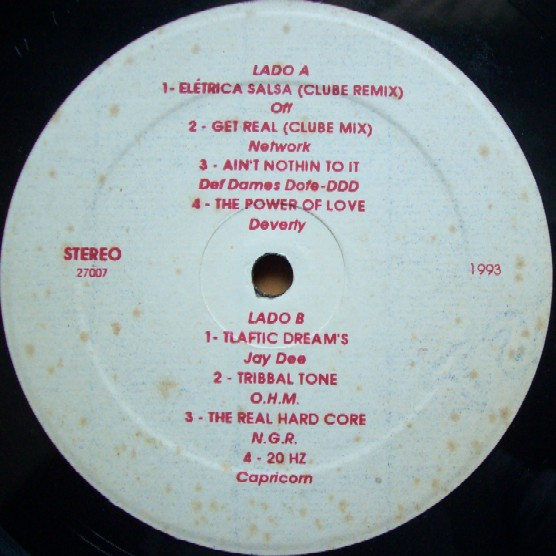 LADO A
1- ELÉTRICA SALSA (CLUBE REMIX)
Off
2 - GET REAL (CLUBE MIX)
Network
3 - AIN'T NOTHIN TO IT
Def Dames Dofe-DDD
4 - THE POWER OF LOVE
Deverly
STEREO
27007
1993
LADO B
1- TLAFTIC DREAM'S
Jay Dee
2 - TRIBBAL TONE
O.H.M.
3 - THE REAL HARD CORE
N.G.R.
4 - 20 HZ
Capricorn